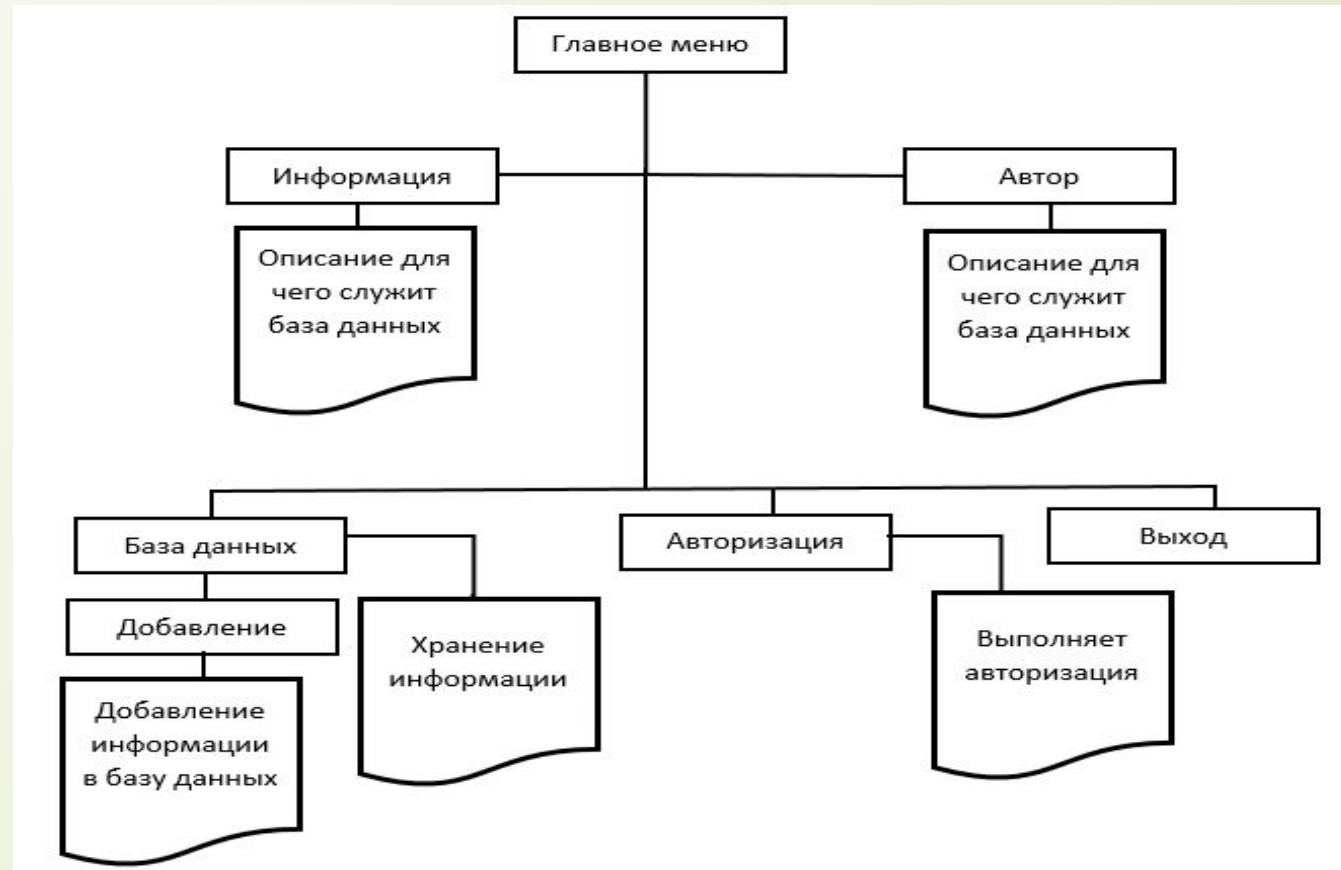 Главное меню
Информация
Автор
Описание для
чего служит
база данных
Описание для
чего служит
база данных
База данных
Авторизация
Выход
Добавление
Хранение
информации
Выполняет
авторизация
Добавление
информации
в базу данных